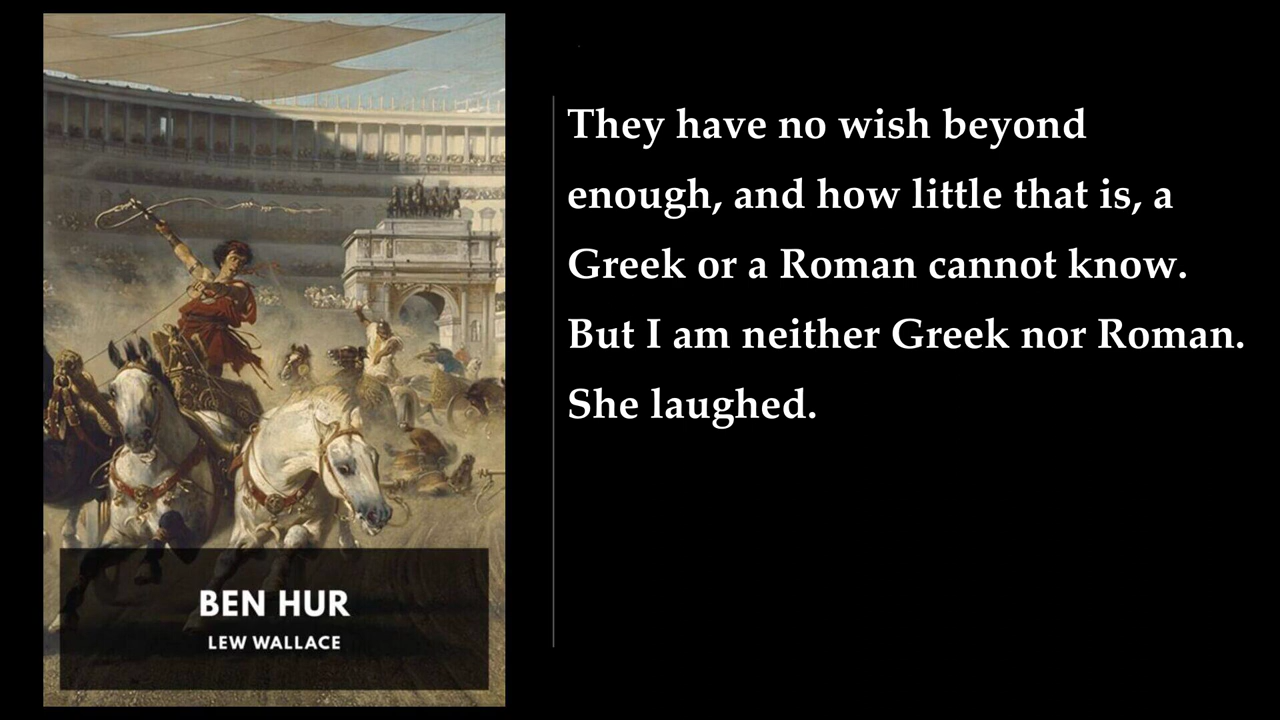 They have no wish beyond
enough, and how little that is, a
Greek or a Roman cannot know.
But I am neither Greek nor Roman.
She laughed.
BEN HUR
LEW WALLACE